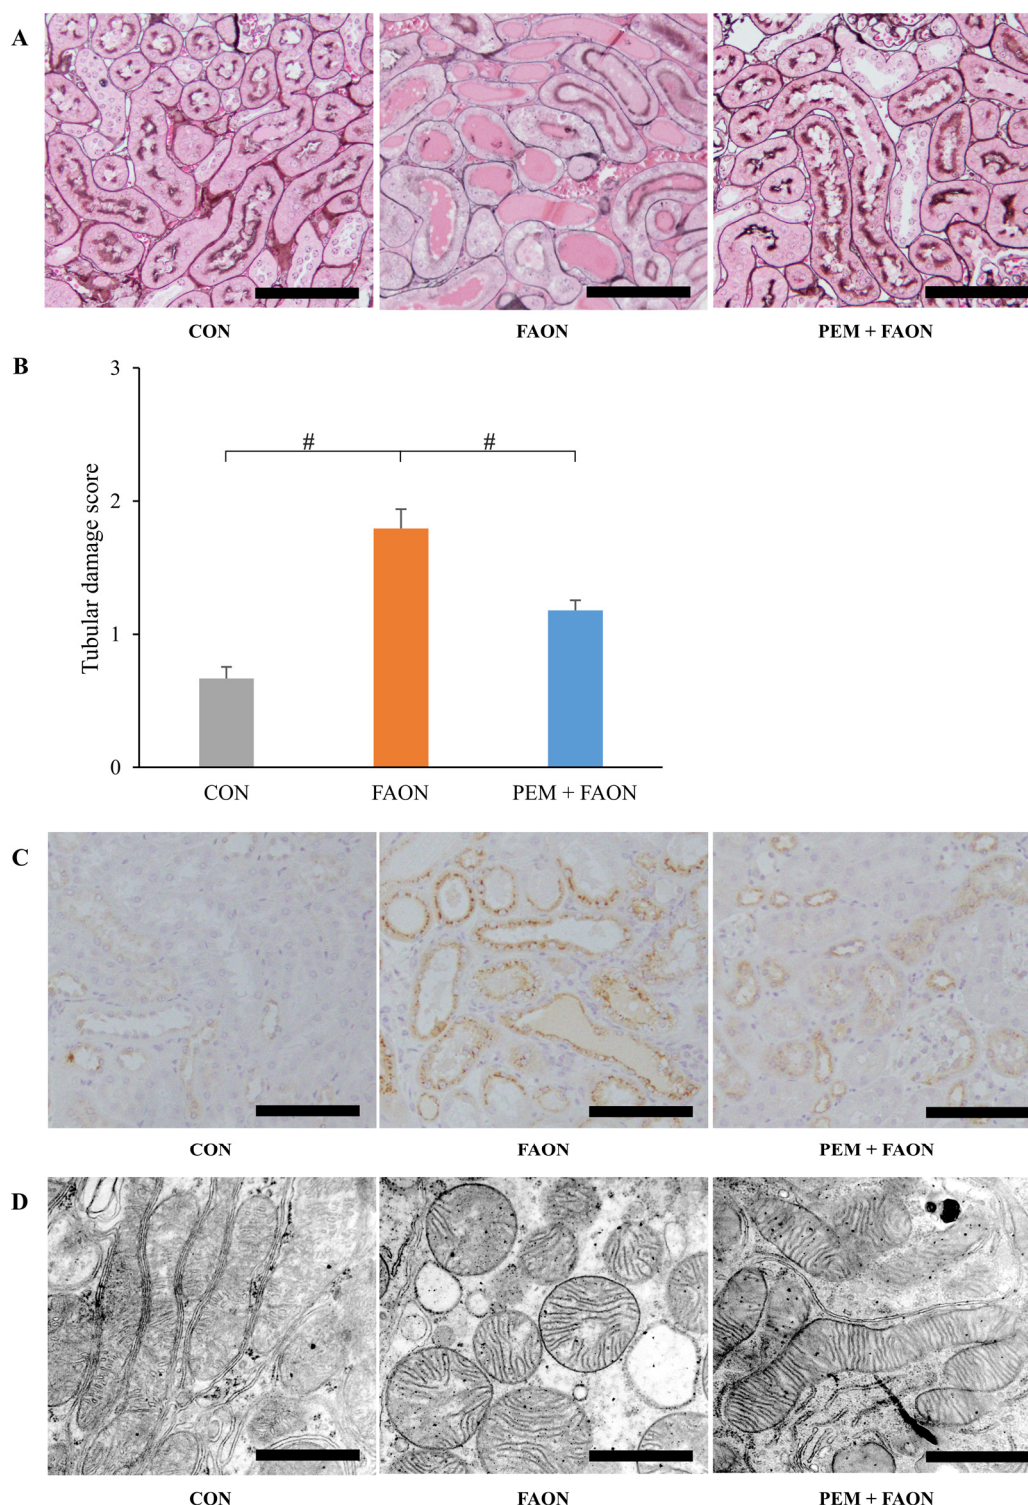 A
CON
FAON
PEM + FAON
B
3
# #
2
1
0
Tubular damage score
CON
FAON
PEM + FAON
C
CON
FAON
PEM + FAON
D
CON
FAON
PEM + FAON